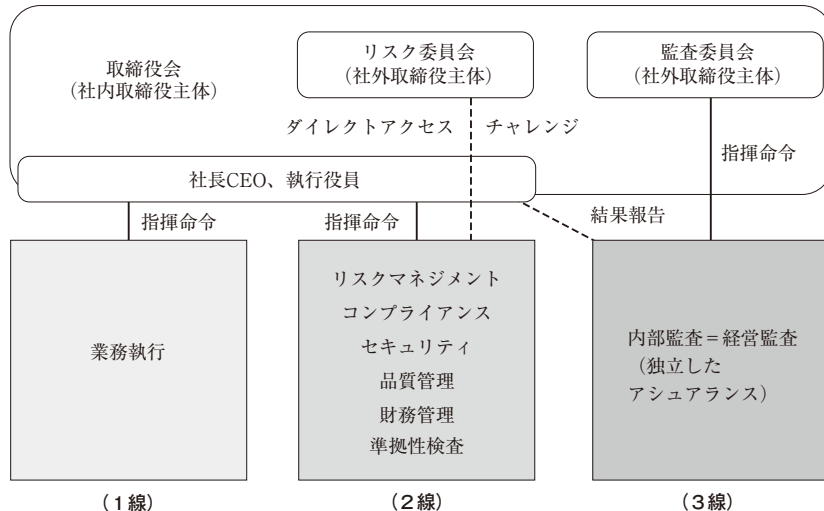 取締役会
（社内取締役主体）
リスク委員会
（社外取締役主体）
監査委員会
（社外取締役主体）
ダイレクトアクセス
チャレンジ
指揮命令
社長CEO、執行役員
指揮命令
指揮命令
結果報告
業務執行
リスクマネジメント
コンプライアンス
セキュリティ
品質管理
財務管理
準拠性検査
内部監査＝経営監査
（独立した
アシュアランス）
（１線）
（２線）
（３線）